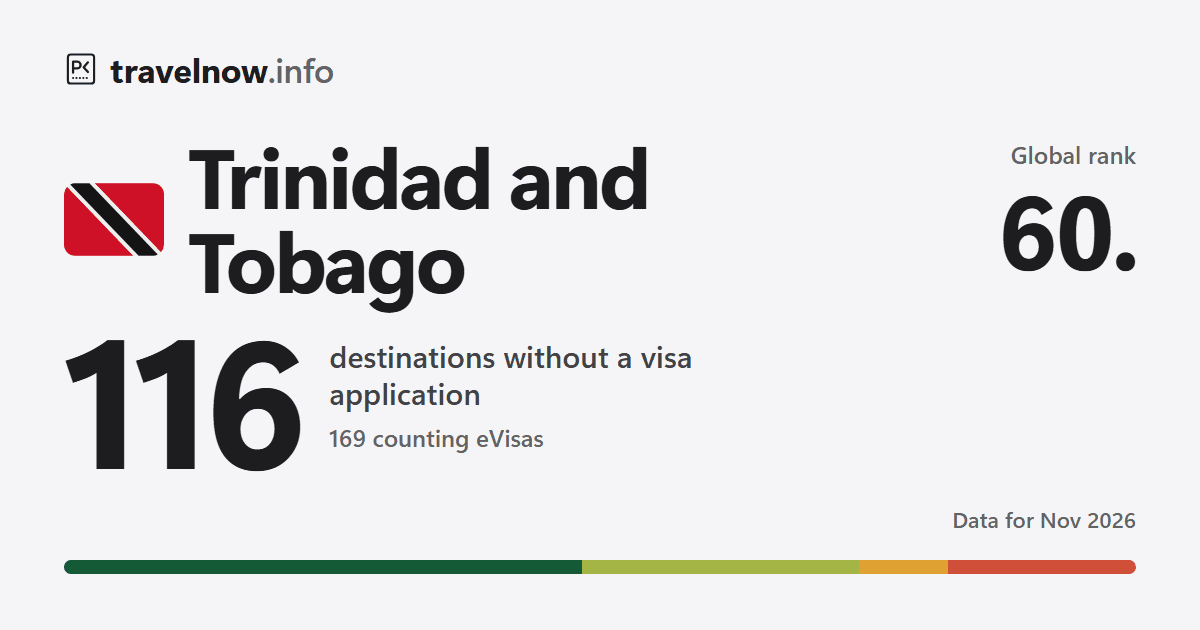 travelnow.info
Trinidad and
Tobago
Global rank
60.
116
destinations without a visa
application
169 counting eVisas
Data for Nov 2026